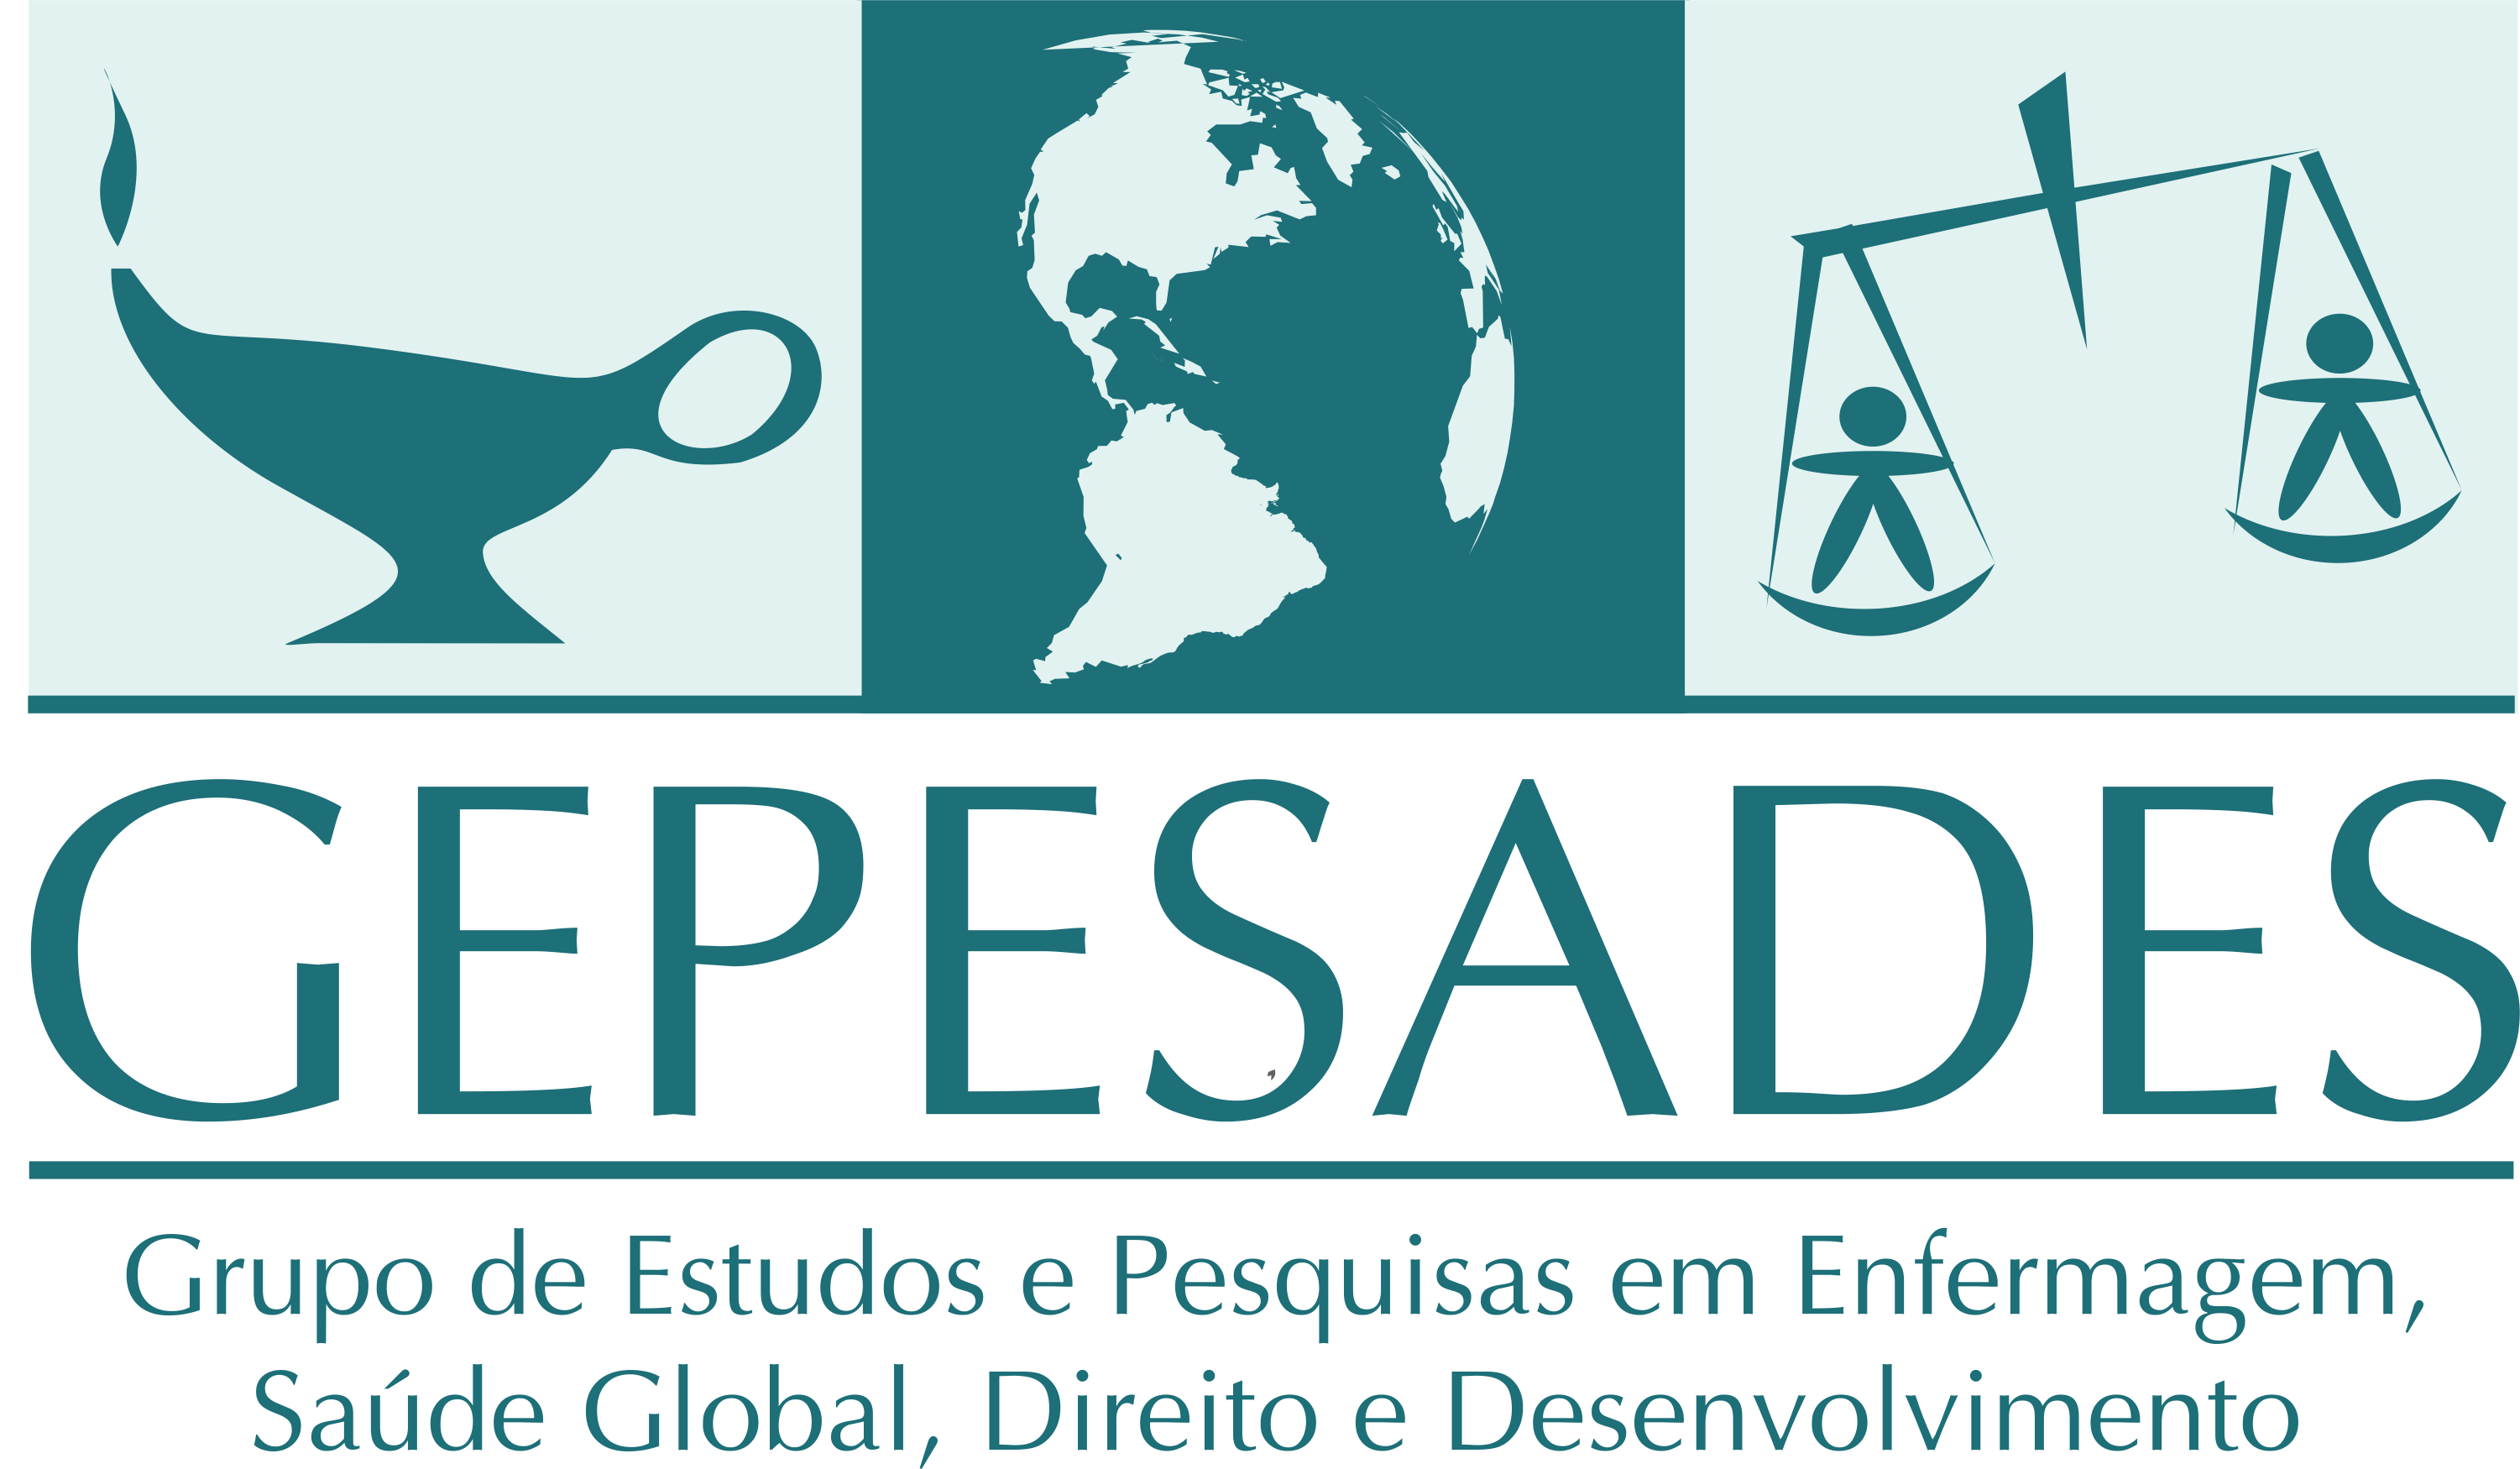 GEPESADES
Grupo de Estudos e Pesquisas em Enfermagem,
Saúde Global, Direito e Desenvolvimento